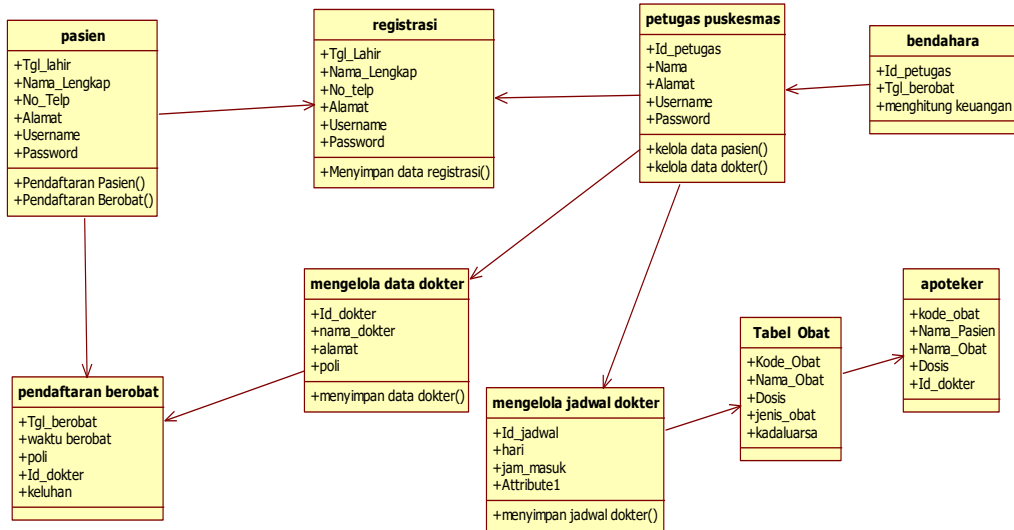 pasien
+Tgl_lahir
+Nama_Lengkap
+No_Telp
+Alamat
+Username
+Password
+Pendaftaran Pasien()
+Pendaftaran Berobat()
registrasi
+Tgl_Lahir
+Nama_Lengkap
+No_telp
+Alamat
+Username
+Password
+Menyimpan data registrasi()
petugas puskesmas
+Id_petugas
+Nama
+Alamat
+Username
+Password
+kelola data pasien()
+kelola data dokter()
bendahara
+Id_petugas
+Tgl_berobat
+menghitung keuangan
mengelola data dokter
+Id_dokter
+nama_dokter
+alamat
+poli
+menyimpan data dokter()
pendaftaran berobat
+Tgl_berobat
+waktu berobat
+poli
+Id_dokter
+keluhan
mengelola jadwal dokter
+Id_jadwal
+hari
+jam_masuk
+Attribute1
+menyimpan jadwal dokter()
Tabel Obat
+Kode_Obat
+Nama_Obat
+Dosis
+jenis_obat
+kadaluarsa
apoteker
+kode_obat
+Nama_Pasien
+Nama_Obat
+Dosis
+Id_dokter